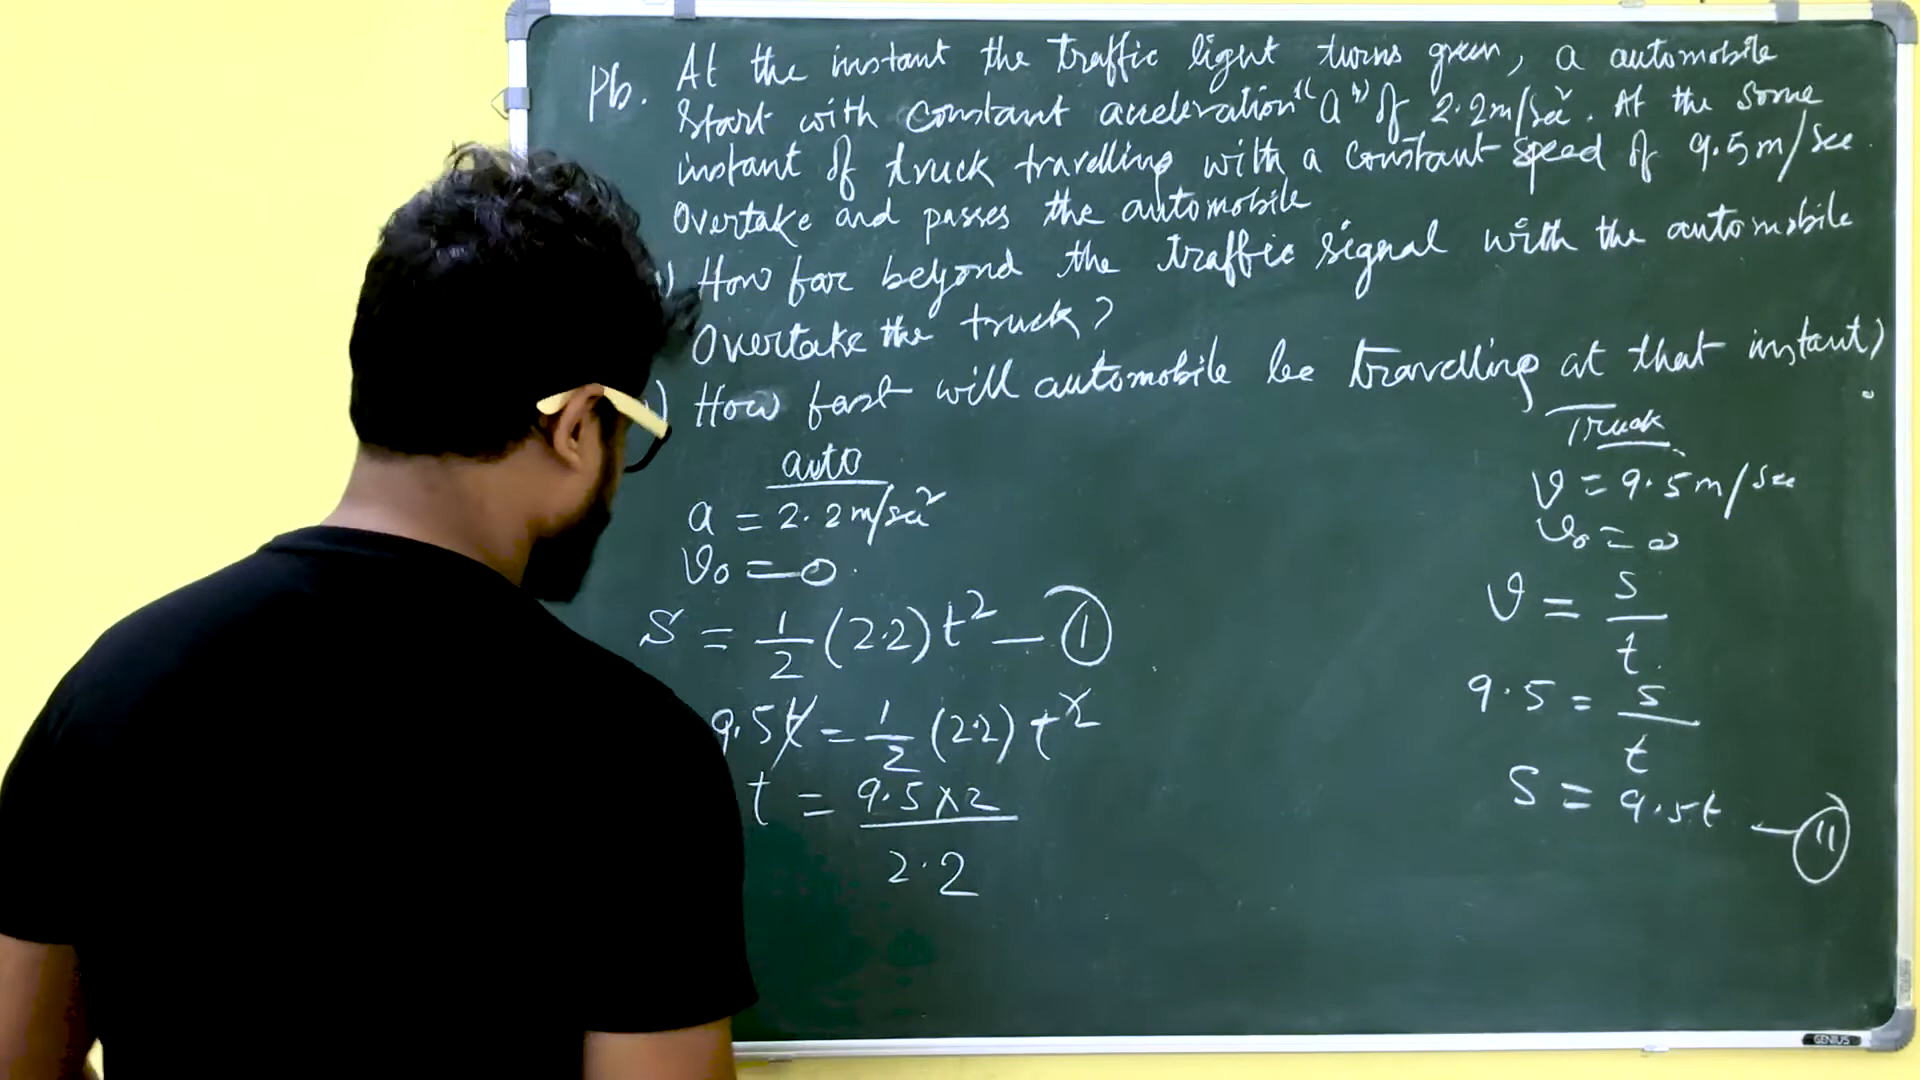 Pb. At the instant the traffic light turns green, a automobile
start with constant acceleration "a" of 2.2m/sec². At the same
instant of truck travelling with a constant speed of 9.5m/sec.
Overtake and passes the automobile
) How far beyond the traffic signal with the automobile
Overtake the truck?
) How fast will automobile be travelling at that instant?
auto
a = 2.2m/sec²
v₀ = 0
S = 1/2 (2.2) t² — I
9.5t = 1/2 (2.2) t²
t = 9.5×2 / 2.2
Truck
v = 9.5m/sec
v₀ = 0
v = s/t
9.5 = s/t
S = 9.5t — II
GENIUS